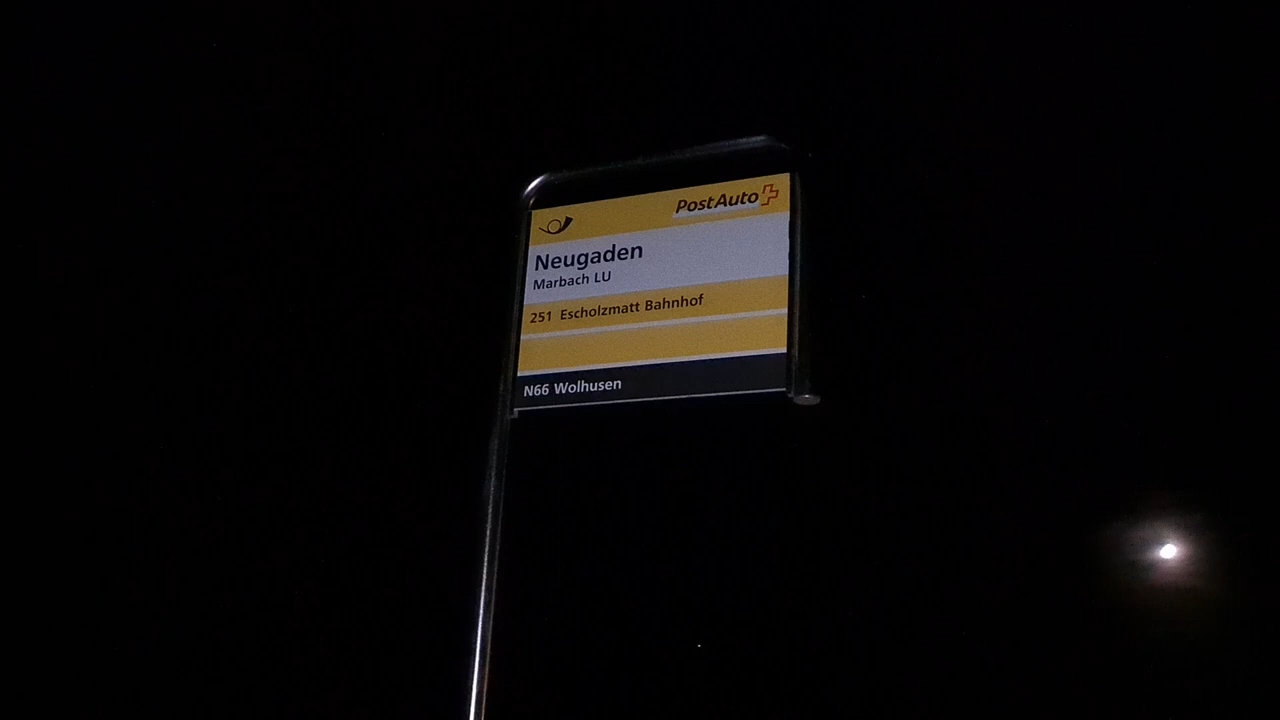 PostAuto
Neugaden
Marbach LU
251 Escholzmatt Bahnhof
N66 Wolhusen